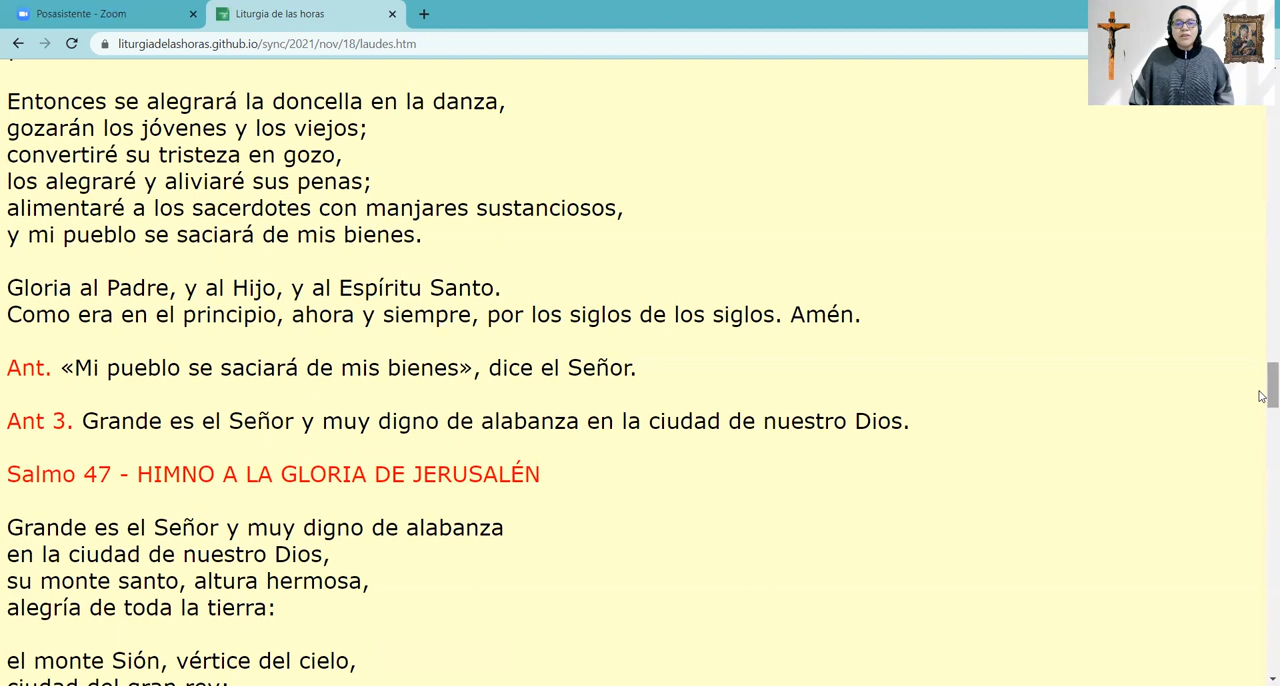 Posasistente - Zoom
Liturgia de las horas
liturgiadelashoras.github.io/sync/2021/nov/18/laudes.htm
Entonces se alegrará la doncella en la danza,
gozarán los jóvenes y los viejos;
convertiré su tristeza en gozo,
los alegraré y aliviaré sus penas;
alimentaré a los sacerdotes con manjares sustanciosos,
y mi pueblo se saciará de mis bienes.
Gloria al Padre, y al Hijo, y al Espíritu Santo.
Como era en el principio, ahora y siempre, por los siglos de los siglos. Amén.
Ant. «Mi pueblo se saciará de mis bienes», dice el Señor.
Ant 3. Grande es el Señor y muy digno de alabanza en la ciudad de nuestro Dios.
Salmo 47 - HIMNO A LA GLORIA DE JERUSALÉN
Grande es el Señor y muy digno de alabanza
en la ciudad de nuestro Dios,
su monte santo, altura hermosa,
alegría de toda la tierra:
el monte Sión, vértice del cielo,
ciudad del gran rey;